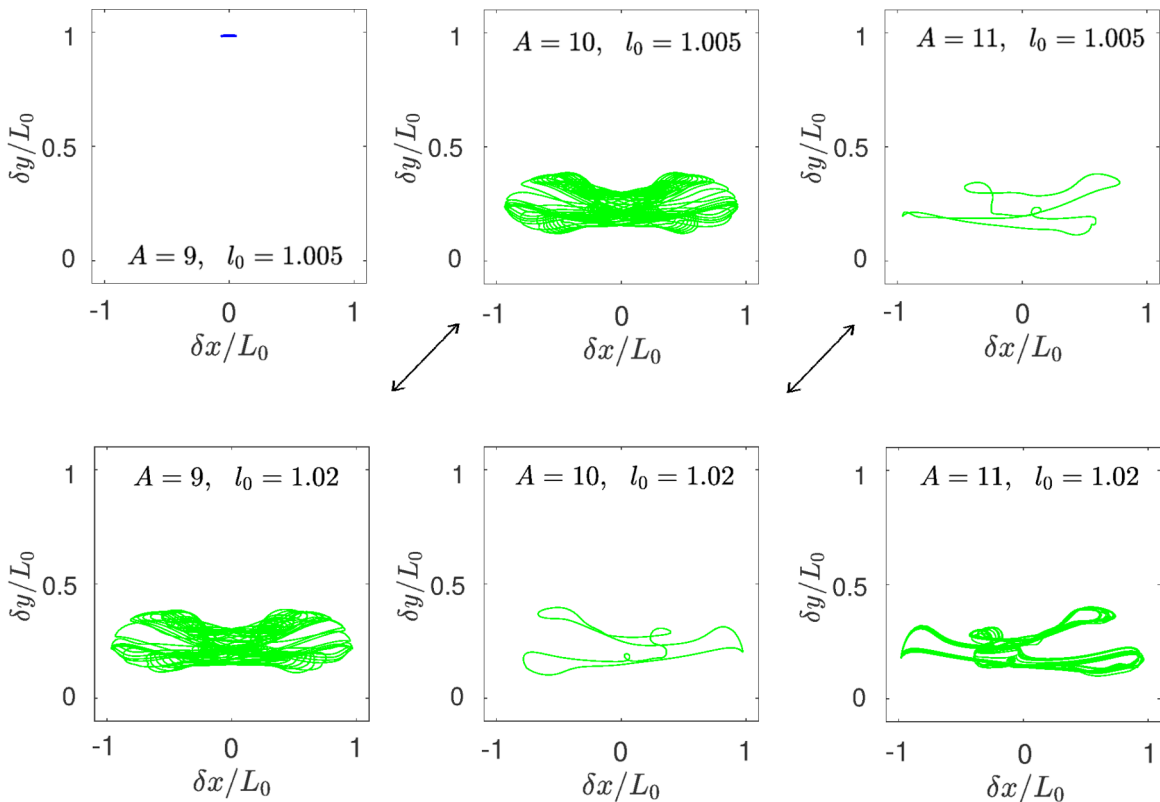 1
0.5
0
δy/L₀
A = 9, l₀ = 1.005
-1 0 1
δx/L₀
1
0.5
0
δy/L₀
A = 10, l₀ = 1.005
-1 0 1
δx/L₀
1
0.5
0
δy/L₀
A = 11, l₀ = 1.005
-1 0 1
δx/L₀
1
0.5
0
δy/L₀
A = 9, l₀ = 1.02
-1 0 1
δx/L₀
1
0.5
0
δy/L₀
A = 10, l₀ = 1.02
-1 0 1
δx/L₀
1
0.5
0
δy/L₀
A = 11, l₀ = 1.02
-1 0 1
δx/L₀